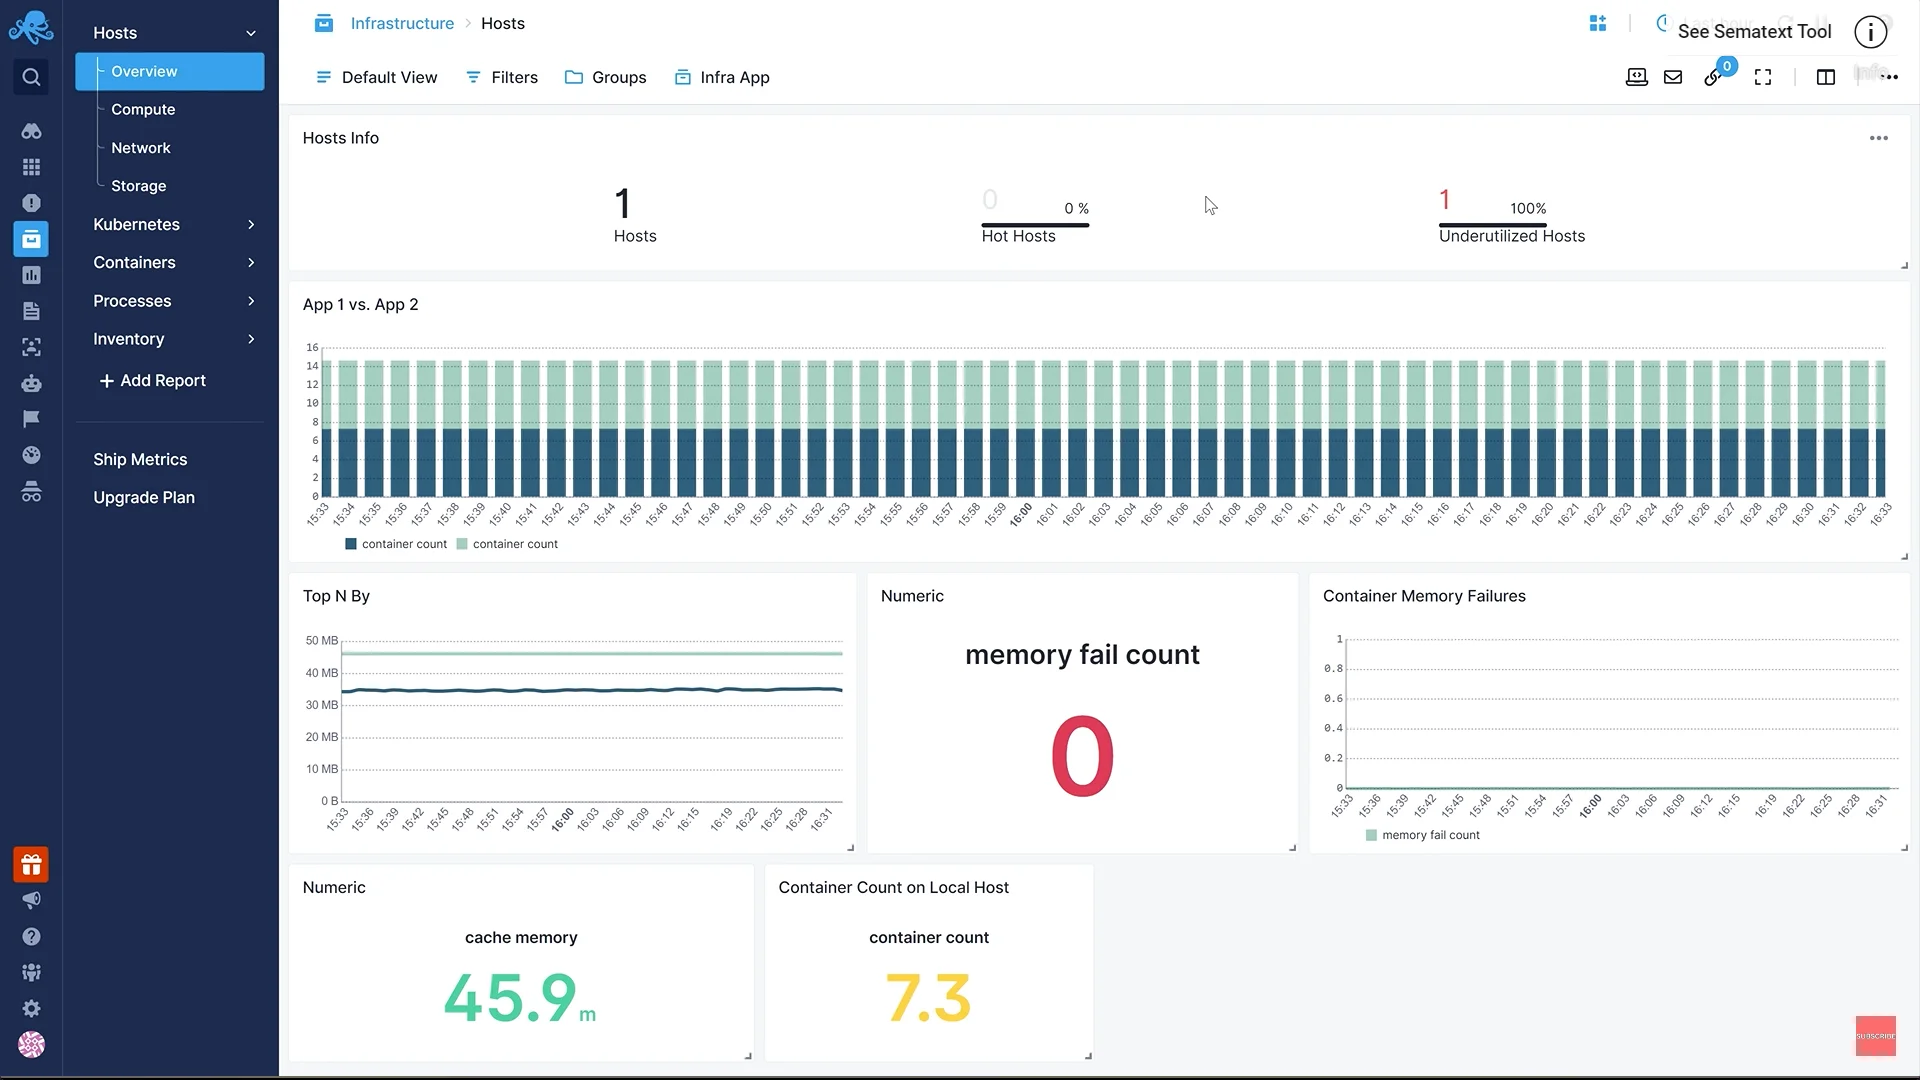 Hosts
Overview
Compute
Network
Storage
Kubernetes
Containers
Processes
Inventory
+ Add Report
Ship Metrics
Upgrade Plan
Infrastructure > Hosts
Last hour
See Sematext Tool
Default View Filters Groups Infra App
0
Info
Hosts Info
1
Hosts
0 0 %
Hot Hosts
1 100%
Underutilized Hosts
App 1 vs. App 2
16
14
12
10
8
6
4
2
0
15:33 15:34 15:35 15:36 15:37 15:38 15:39 15:40 15:41 15:42 15:43 15:44 15:45 15:46 15:47 15:48 15:49 15:50 15:51 15:52 15:53 15:54 15:55 15:56 15:57 15:58 15:59 16:00 16:01 16:02 16:03 16:04 16:05 16:06 16:07 16:08 16:09 16:10 16:11 16:12 16:13 16:14 16:15 16:16 16:17 16:18 16:19 16:20 16:21 16:22 16:23 16:24 16:25 16:26 16:27 16:28 16:29 16:30 16:31 16:32 16:33
container count container count
Top N By
50 MB
40 MB
30 MB
20 MB
10 MB
0 B
15:33 15:36 15:39 15:42 15:45 15:48 15:51 15:54 15:57 16:00 16:03 16:06 16:09 16:12 16:15 16:19 16:22 16:25 16:28 16:31
Numeric
memory fail count
0
Container Memory Failures
1
0.8
0.6
0.4
0.2
0
15:33 15:36 15:39 15:42 15:45 15:48 15:51 15:54 15:57 16:00 16:03 16:06 16:09 16:12 16:15 16:19 16:22 16:25 16:28 16:31
memory fail count
Numeric
cache memory
45.9 m
Container Count on Local Host
container count
7.3
SUBSCRIBE